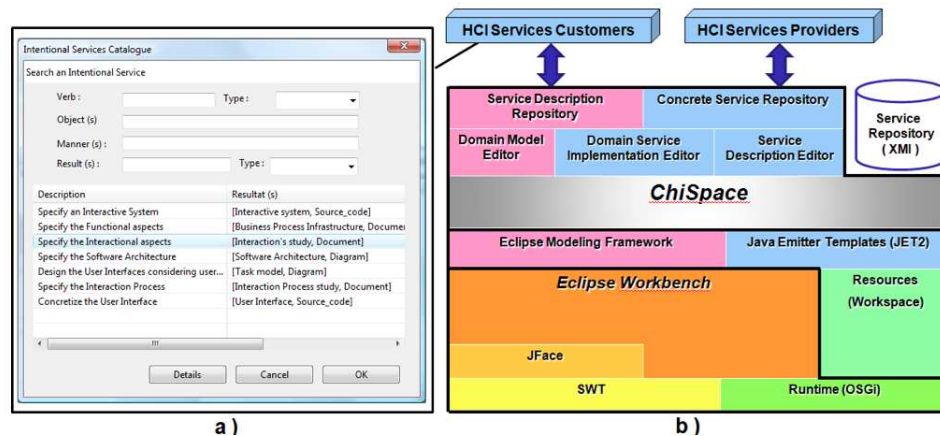 Intentional Services Catalogue
Search an Intentional Service
Verb :
Type :
Object (s)
Manner (s) :
Result (s) :
Type :
Description Resultat (s)
Specify an Interactive System [Interactive system, Source_code]
Specify the Functional aspects [Business Process Infrastructure, Documen
Specify the Interactional aspects [Interaction's study, Document]
Specify the Software Architecture [Software Architecture, Diagram]
Design the User Interfaces considering user... [Task model, Diagram]
Specify the Interaction Process [Interaction Process study, Document]
Concretize the User Interface [User Interface, Source_code]
Details Cancel OK
a )
HCI Services Customers
HCI Services Providers
Service Description
Repository
Concrete Service Repository
Service
Repository
( XMI )
Domain Model
Editor
Domain Service
Implementation Editor
Service
Description Editor
ChiSpace
Eclipse Modeling Framework
Java Emitter Templates (JET2)
Eclipse Workbench
Resources
(Workspace)
JFace
SWT
Runtime (OSGi)
b )